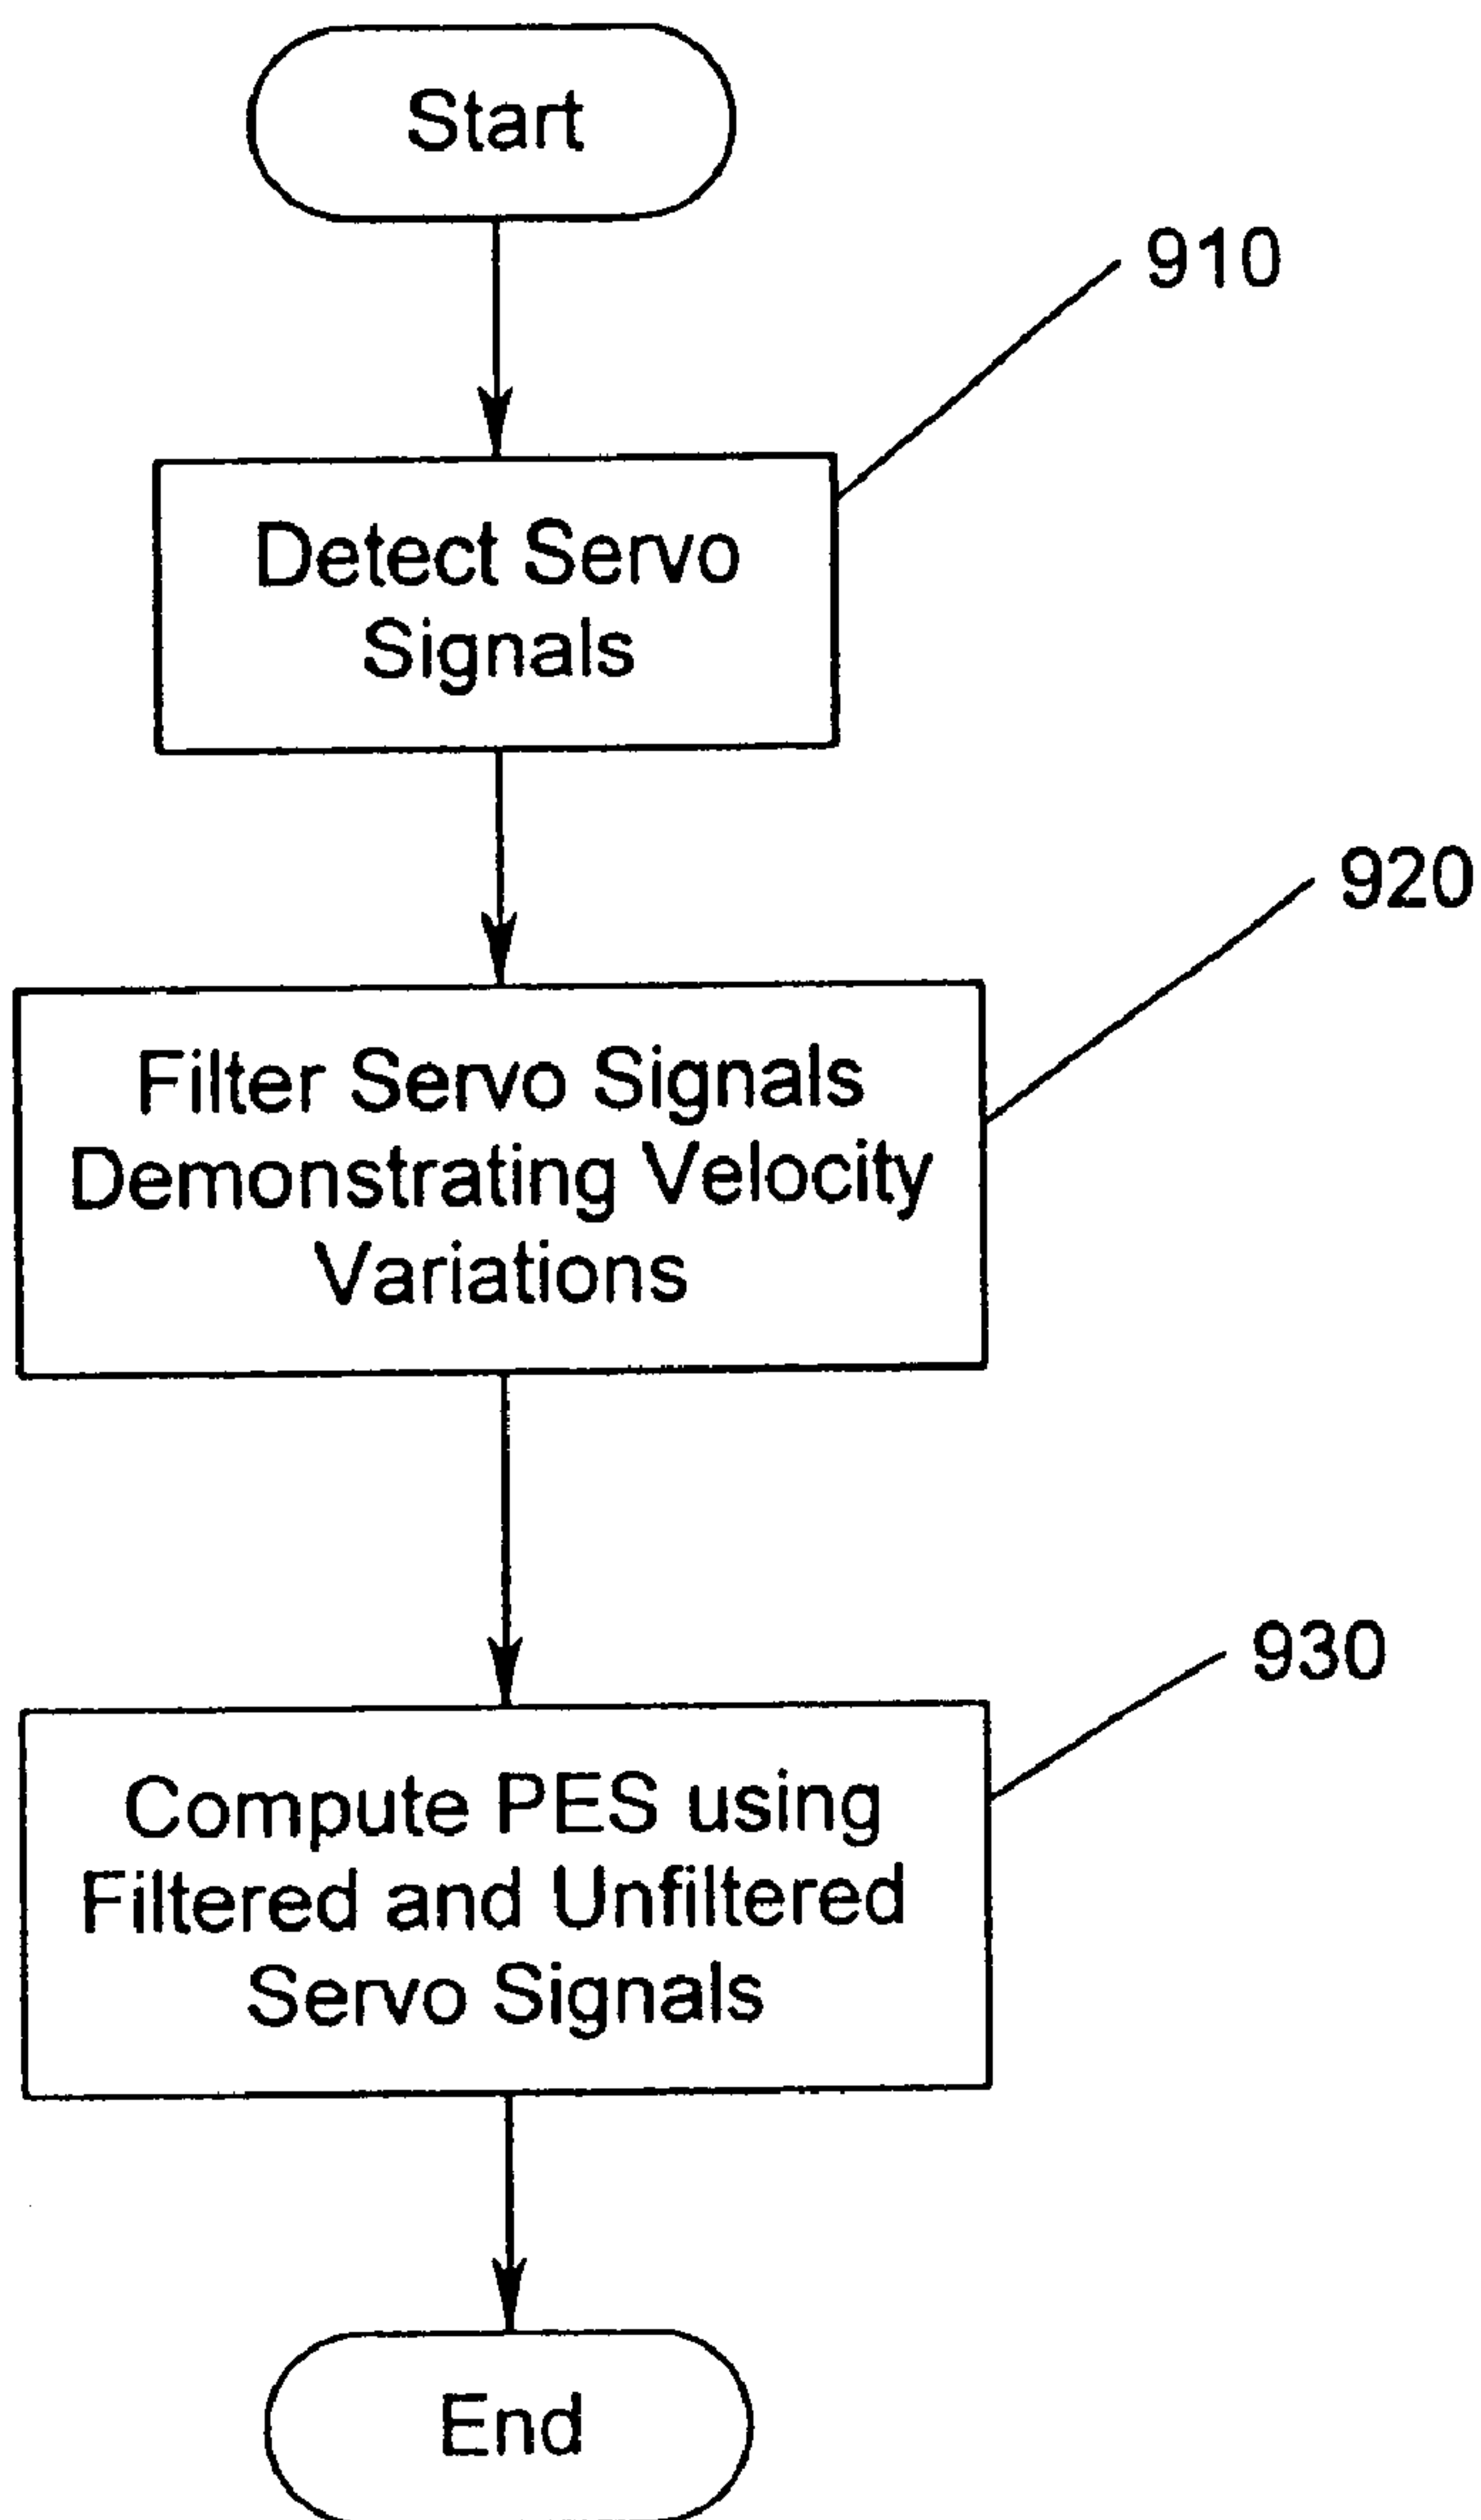 Start
910
Detect Servo
Signals
920
Filter Servo Signals
Demonstrating Velocity
Variations
930
Compute PES using
Filtered and Unfiltered
Servo Signals
End